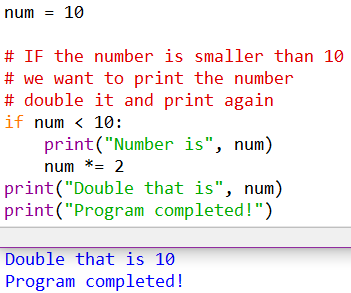 num = 10
# IF the number is smaller than 10
# we want to print the number
# double it and print again
if num < 10:
    print("Number is", num)
    num *= 2
print("Double that is", num)
print("Program completed!")
Double that is 10
Program completed!